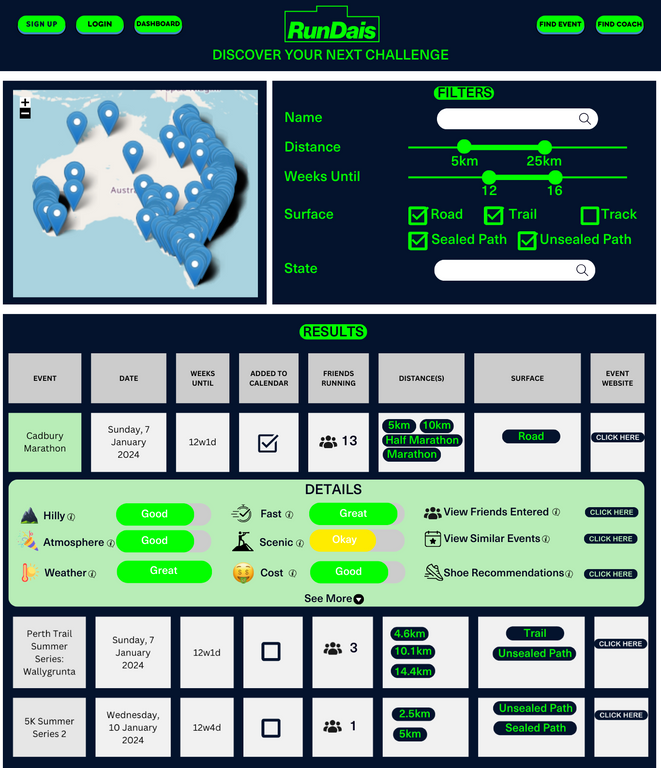 SIGN UP
LOGIN
DASHBOARD
RunDais
FIND EVENT
FIND COACH
DISCOVER YOUR NEXT CHALLENGE
+
Austra
FILTERS
Name
Distance
5km 25km
Weeks Until
12 16
Surface
Road Trail Track
Sealed Path Unsealed Path
State
RESULTS
EVENT
DATE
WEEKS
UNTIL
ADDED TO
CALENDAR
FRIENDS
RUNNING
DISTANCE(S)
SURFACE
EVENT
WEBSITE
Cadbury
Marathon
Sunday, 7
January
2024
12w1d
13
5km 10km
Half Marathon
Marathon
Road
CLICK HERE
DETAILS
Hilly i Good
Fast i Great
View Friends Entered i CLICK HERE
Atmosphere i Good
Scenic i Okay
View Similar Events i CLICK HERE
Weather i Great
Cost i Good
Shoe Recommendations i CLICK HERE
See More
Perth Trail
Summer
Series:
Wallygrunta
Sunday, 7
January
2024
12w1d
3
4.6km
10.1km
14.4km
Trail
Unsealed Path
CLICK HERE
5K Summer
Series 2
Wednesday,
10 January
2024
12w4d
1
2.5km
5km
Unsealed Path
Sealed Path
CLICK HERE